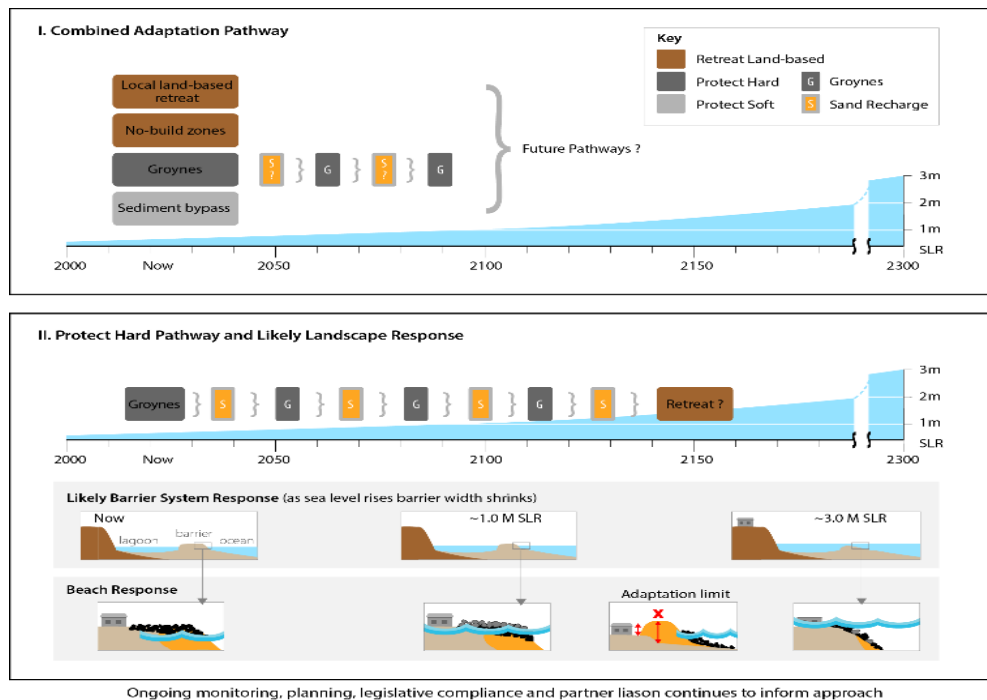 I. Combined Adaptation Pathway
Key
Retreat Land-based
Protect Hard
G Groynes
Protect Soft
S Sand Recharge
Local land-based
retreat
No-build zones
Groynes
S
?
}
G
}
S
?
}
G
Sediment bypass
} Future Pathways ?
3m
2m
1m
SLR
2000 Now 2050 2100 2150 2300
II. Protect Hard Pathway and Likely Landscape Response
Groynes } S } G } S } G } S } G } S } Retreat ?
3m
2m
1m
SLR
2000 Now 2050 2100 2150 2300
Likely Barrier System Response (as sea level rises barrier width shrinks)
Now
lagoon barrier ocean
~1.0 M SLR
~3.0 M SLR
Beach Response
Adaptation limit
X
Ongoing monitoring, planning, legislative compliance and partner liason continues to inform approach